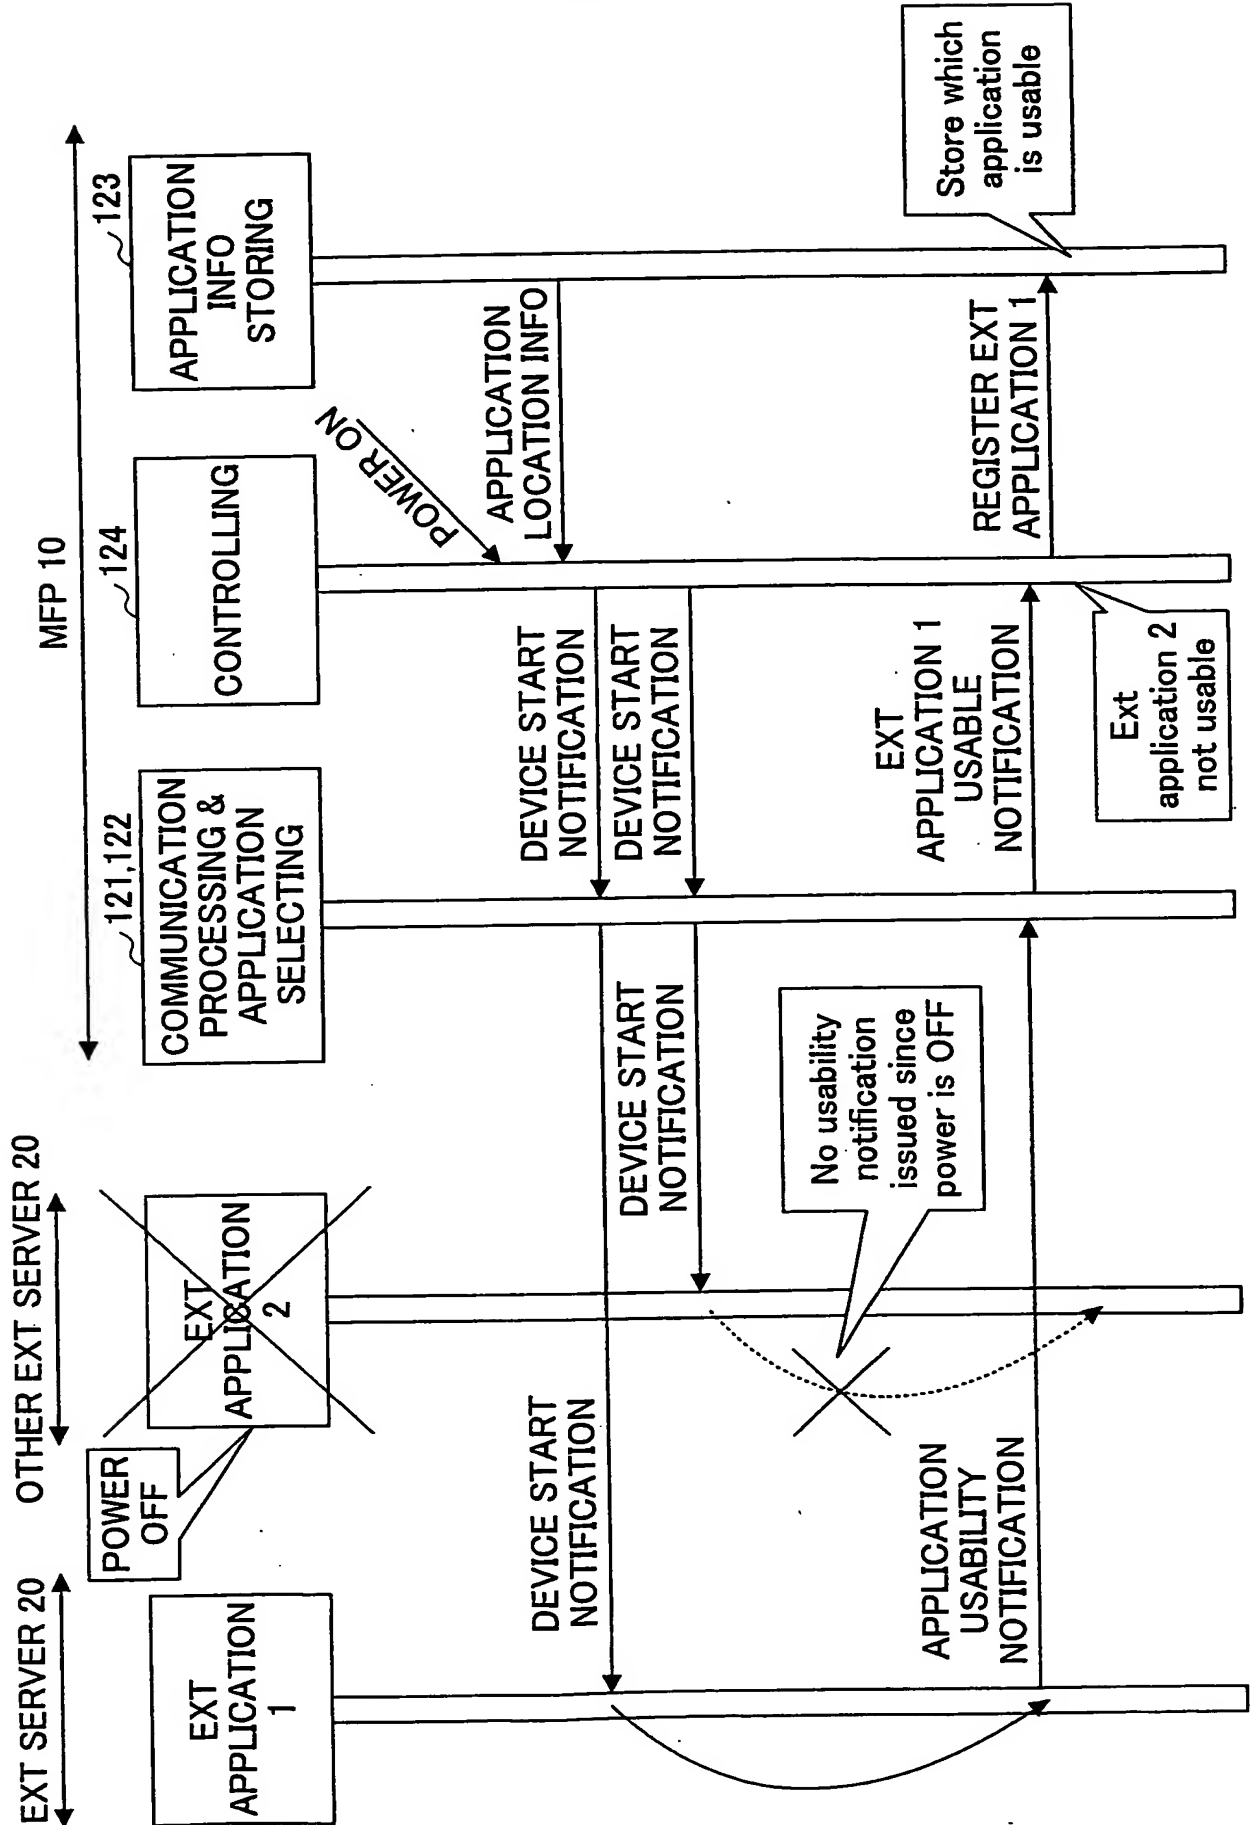 EXT SERVER 20
OTHER EXT SERVER 20
MFP 10
EXT
APPLICATION
1
POWER
OFF
EXT
APPLICATION
2
121,122
COMMUNICATION
PROCESSING &
APPLICATION
SELECTING
124
CONTROLLING
123
APPLICATION
INFO
STORING
POWER ON
APPLICATION
LOCATION INFO
DEVICE START
NOTIFICATION
DEVICE START
NOTIFICATION
DEVICE START
NOTIFICATION
DEVICE START
NOTIFICATION
No usability
notification
issued since
power is OFF
APPLICATION
USABILITY
NOTIFICATION
EXT
APPLICATION 1
USABLE
NOTIFICATION
Ext
application 2
not usable
REGISTER EXT
APPLICATION 1
Store which
application
is usable